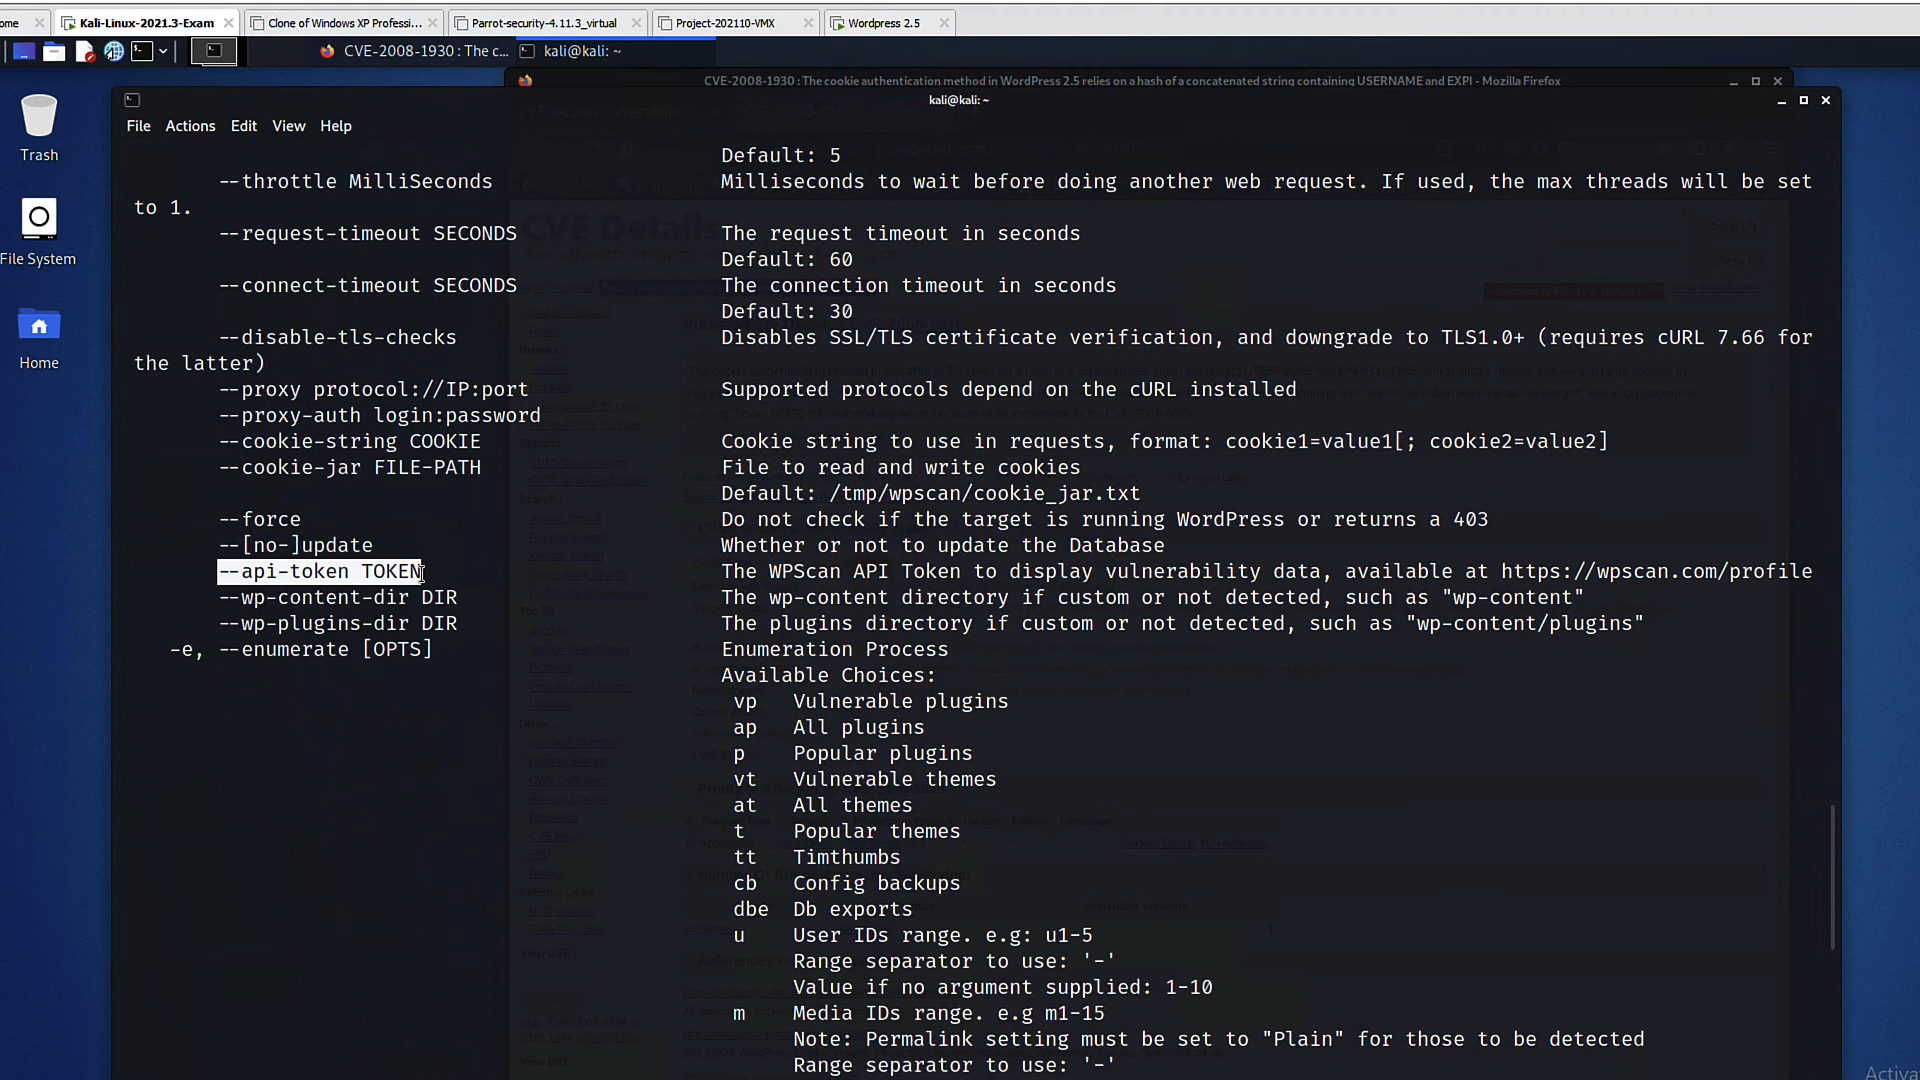 ome
Kali-Linux-2021.3-Exam
Clone of Windows XP Professi...
Parrot-security-4.11.3_virtual
Project-202110-VMX
Wordpress 2.5
CVE-2008-1930 : The c...
kali@kali: ~
CVE-2008-1930 : The cookie authentication method in WordPress 2.5 relies on a hash of a concatenated string containing USERNAME and EXPI - Mozilla Firefox
kali@kali: ~
File Actions Edit View Help
Trash
File System
Home
Default: 5
--throttle MilliSeconds Milliseconds to wait before doing another web request. If used, the max threads will be set
to 1.
--request-timeout SECONDS The request timeout in seconds
Default: 60
--connect-timeout SECONDS The connection timeout in seconds
Default: 30
--disable-tls-checks Disables SSL/TLS certificate verification, and downgrade to TLS1.0+ (requires cURL 7.66 for
the latter)
--proxy protocol://IP:port Supported protocols depend on the cURL installed
--proxy-auth login:password
--cookie-string COOKIE Cookie string to use in requests, format: cookie1=value1[; cookie2=value2]
--cookie-jar FILE-PATH File to read and write cookies
Default: /tmp/wpscan/cookie_jar.txt
--force Do not check if the target is running WordPress or returns a 403
--[no-]update Whether or not to update the Database
--api-token TOKEN The WPScan API Token to display vulnerability data, available at https://wpscan.com/profile
--wp-content-dir DIR The wp-content directory if custom or not detected, such as "wp-content"
--wp-plugins-dir DIR The plugins directory if custom or not detected, such as "wp-content/plugins"
-e, --enumerate [OPTS] Enumeration Process
Available Choices:
vp Vulnerable plugins
ap All plugins
p Popular plugins
vt Vulnerable themes
at All themes
t Popular themes
tt Timthumbs
cb Config backups
dbe Db exports
u User IDs range. e.g: u1-5
Range separator to use: '-'
Value if no argument supplied: 1-10
m Media IDs range. e.g m1-15
Note: Permalink setting must be set to "Plain" for those to be detected
Range separator to use: '-'
CVE Details
Activa